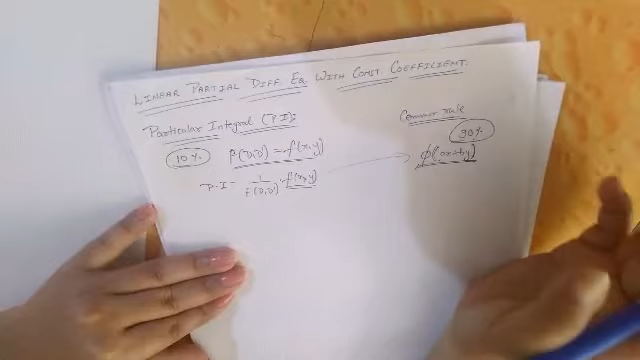 LINEAR PARTIAL DIFF. EQ. WITH CONST. COEFFICIENT.
Particular Integral (P.I):
Common rule
10%
90%
F(D,D') = f(x,y)
φ(ax+by)
P.I = 1/F(D,D') . f(x,y)